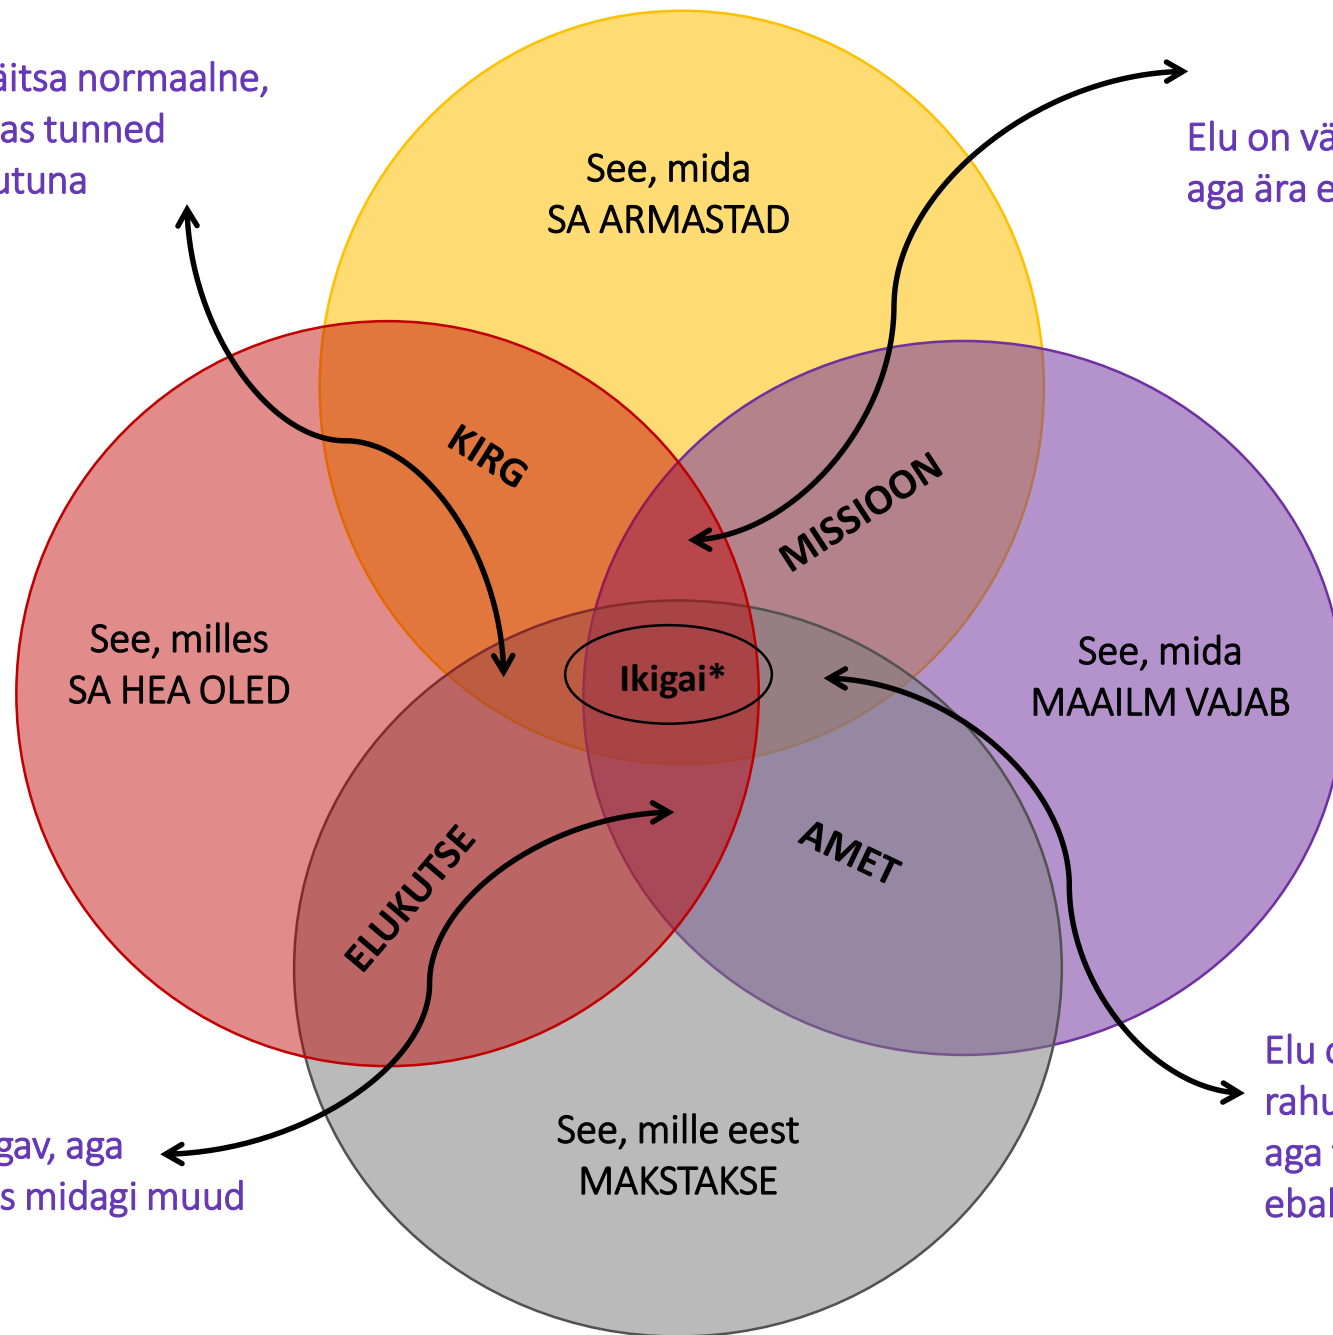 äitsa normaalne,
as tunned
utuna
Elu on vä
aga ära e
See, mida
SA ARMASTAD
KIRG
MISSIOON
See, milles
SA HEA OLED
Ikigai*
See, mida
MAAILM VAJAB
ELUKUTSE
AMET
See, mille eest
MAKSTAKSE
gav, aga
s midagi muud
Elu
rahu
aga
ebal